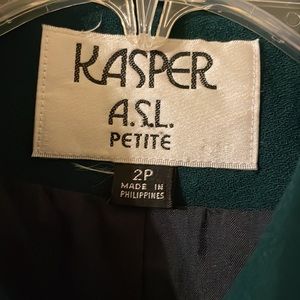 KASPER
A.S.L.
PETITE
2P
MADE IN
PHILIPPINES